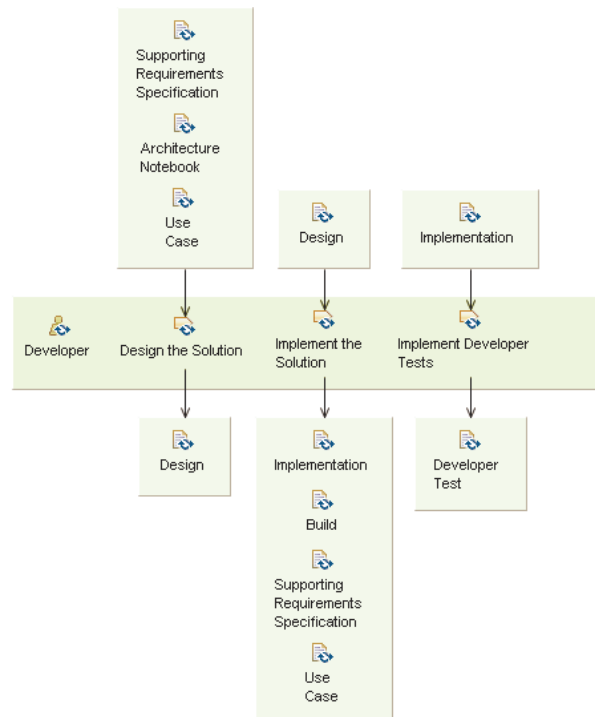 Supporting
Requirements
Specification
Architecture
Notebook
Use
Case
Design
Implementation
Developer
Design the Solution
Implement the
Solution
Implement Developer
Tests
Design
Implementation
Build
Supporting
Requirements
Specification
Use
Case
Developer
Test